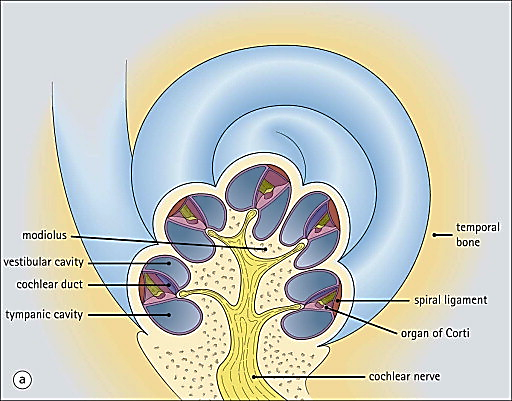 modiolus
vestibular cavity
cochlear duct
tympanic cavity
temporal
bone
spiral ligament
organ of Corti
cochlear nerve
a